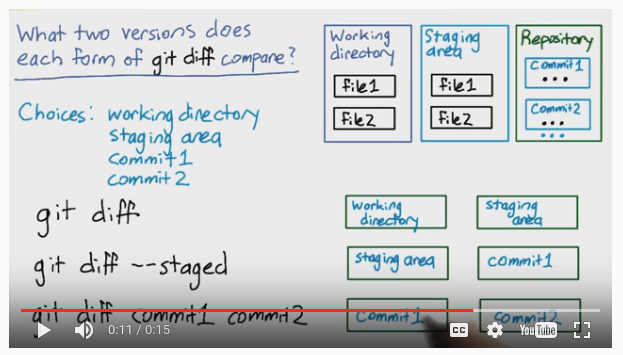 What two versions does
each form of git diff compare?
Choices: working directory
staging area
commit1
commit2
Working
directory
file1
file2
Staging
area
file1
file2
Repository
Commit1
...
Commit2
...
...
git diff
working
directory
staging
area
git diff --staged
staging area
commit1
git diff commit1 commit2
commit1
commit2
0:11 / 0:15
CC
YouTube